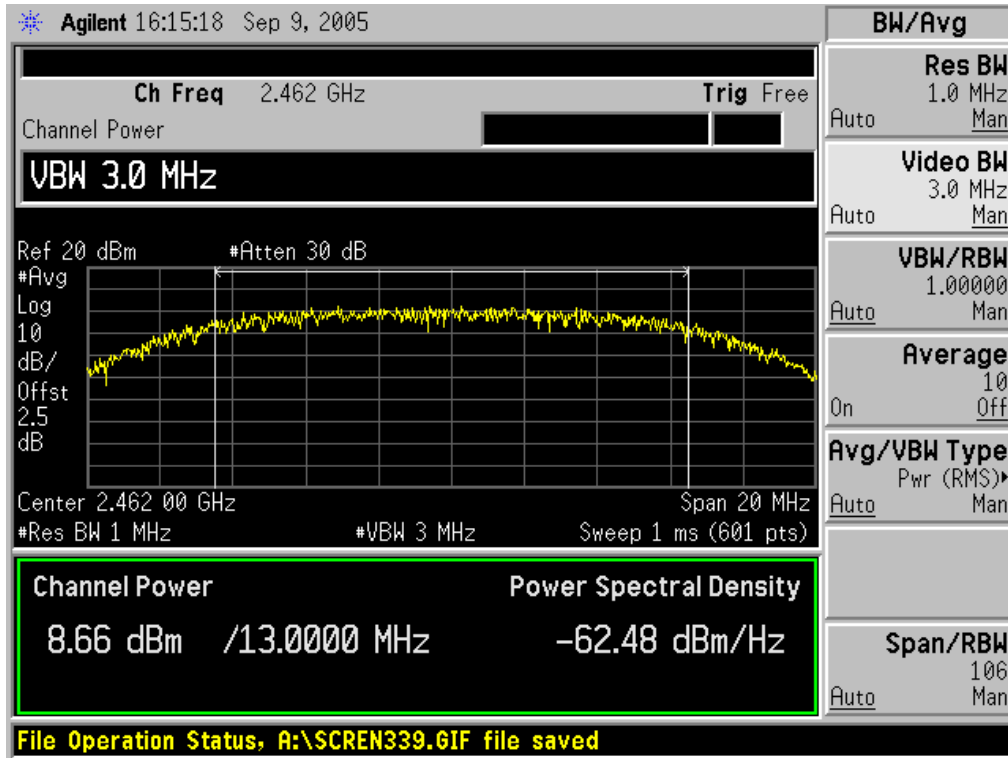 Agilent 16:15:18 Sep 9, 2005
BW/Avg
Ch Freq 2.462 GHz Trig Free
Channel Power
VBW 3.0 MHz
Ref 20 dBm #Atten 30 dB
#Avg
Log
10
dB/
Offst
2.5
dB
Center 2.462 00 GHz Span 20 MHz
#Res BW 1 MHz #VBW 3 MHz Sweep 1 ms (601 pts)
Channel Power Power Spectral Density
8.66 dBm /13.0000 MHz -62.48 dBm/Hz
Res BW
1.0 MHz
Auto Man
Video BW
3.0 MHz
Auto Man
VBW/RBW
1.00000
Auto Man
Average
10
On Off
Avg/VBW Type
Pwr (RMS)
Auto Man
Span/RBW
106
Auto Man
File Operation Status, A:\SCREN339.GIF file saved